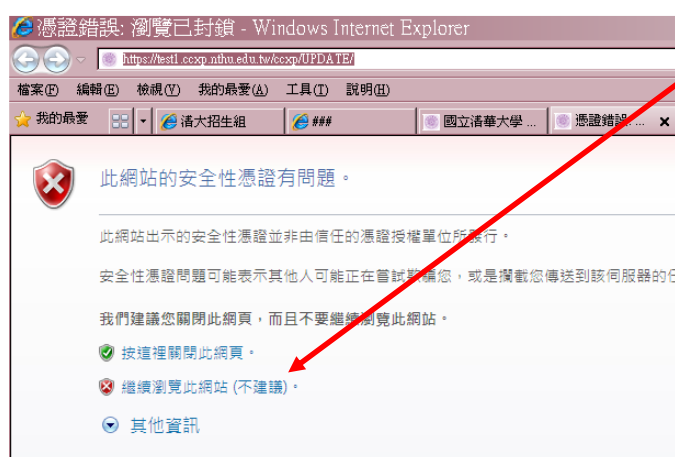 憑證錯誤: 瀏覽已封鎖 - Windows Internet Explorer
https://test1.ccxp.nthu.edu.tw/ccxp/UPDATE/
檔案(F) 編輯(E) 檢視(V) 我的最愛(A) 工具(T) 說明(H)
我的最愛 清大招生組 ### 國立清華大學 ... 憑證錯誤: ...
此網站的安全性憑證有問題。
此網站出示的安全性憑證並非由信任的憑證授權單位所發行。
安全性憑證問題可能表示其他人可能正在嘗試欺騙您，或是攔截您傳送到該伺服器的任
我們建議您關閉此網頁，而且不要繼續瀏覽此網站。
按這裡關閉此網頁。
繼續瀏覽此網站 (不建議)。
其他資訊